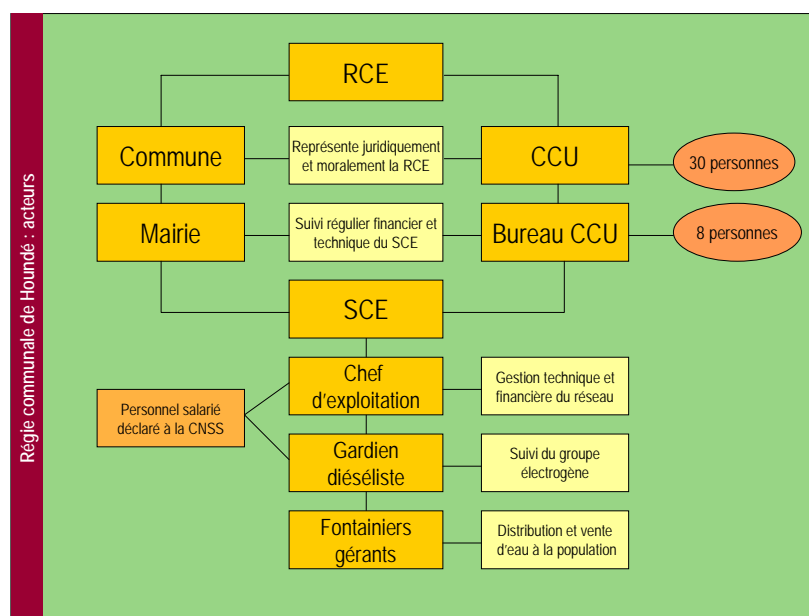 Régie communale de Houndé : acteurs
RCE
Commune
Représente juridiquement
et moralement la RCE
CCU
30 personnes
Mairie
Suivi régulier financier et
technique du SCE
Bureau CCU
8 personnes
SCE
Chef
d'exploitation
Gestion technique et
financière du réseau
Personnel salarié
déclaré à la CNSS
Gardien
diéséliste
Suivi du groupe
électrogène
Fontainiers
gérants
Distribution et vente
d'eau à la population